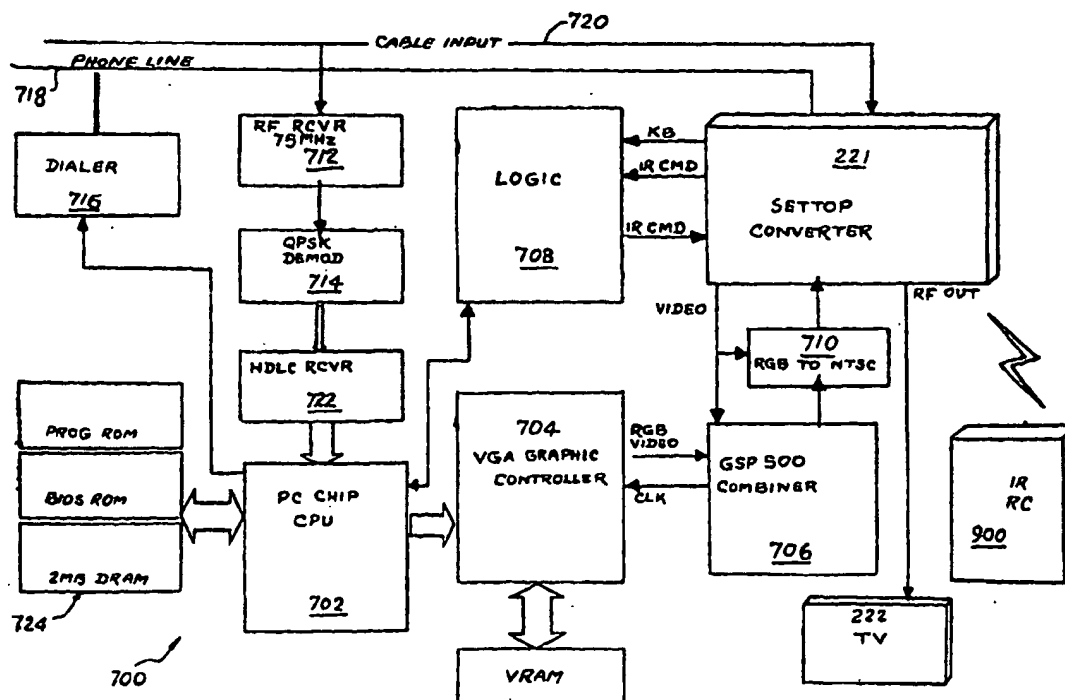 720
CABLE INPUT
PHONE LINE
718
DIALER
716
RF RCVR
75MHz
712
QPSK
DEMOD
714
HDLC RCVR
722
LOGIC
708
KB
IR CMD
IR CMD
221
SETTOP
CONVERTER
VIDEO
RF OUT
710
RGB TO NTSC
PROG ROM
BIOS ROM
2MB DRAM
724
PC CHIP
CPU
702
704
VGA GRAPHIC
CONTROLLER
RGB
VIDEO
CLK
GSP 500
COMBINER
706
IR
RC
900
222
TV
700
VRAM